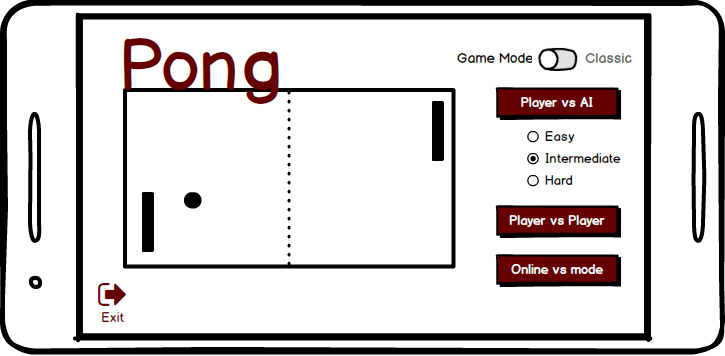 Pong
Game Mode Classic
Player vs AI
Easy
Intermediate
Hard
Player vs Player
Online vs mode
Exit